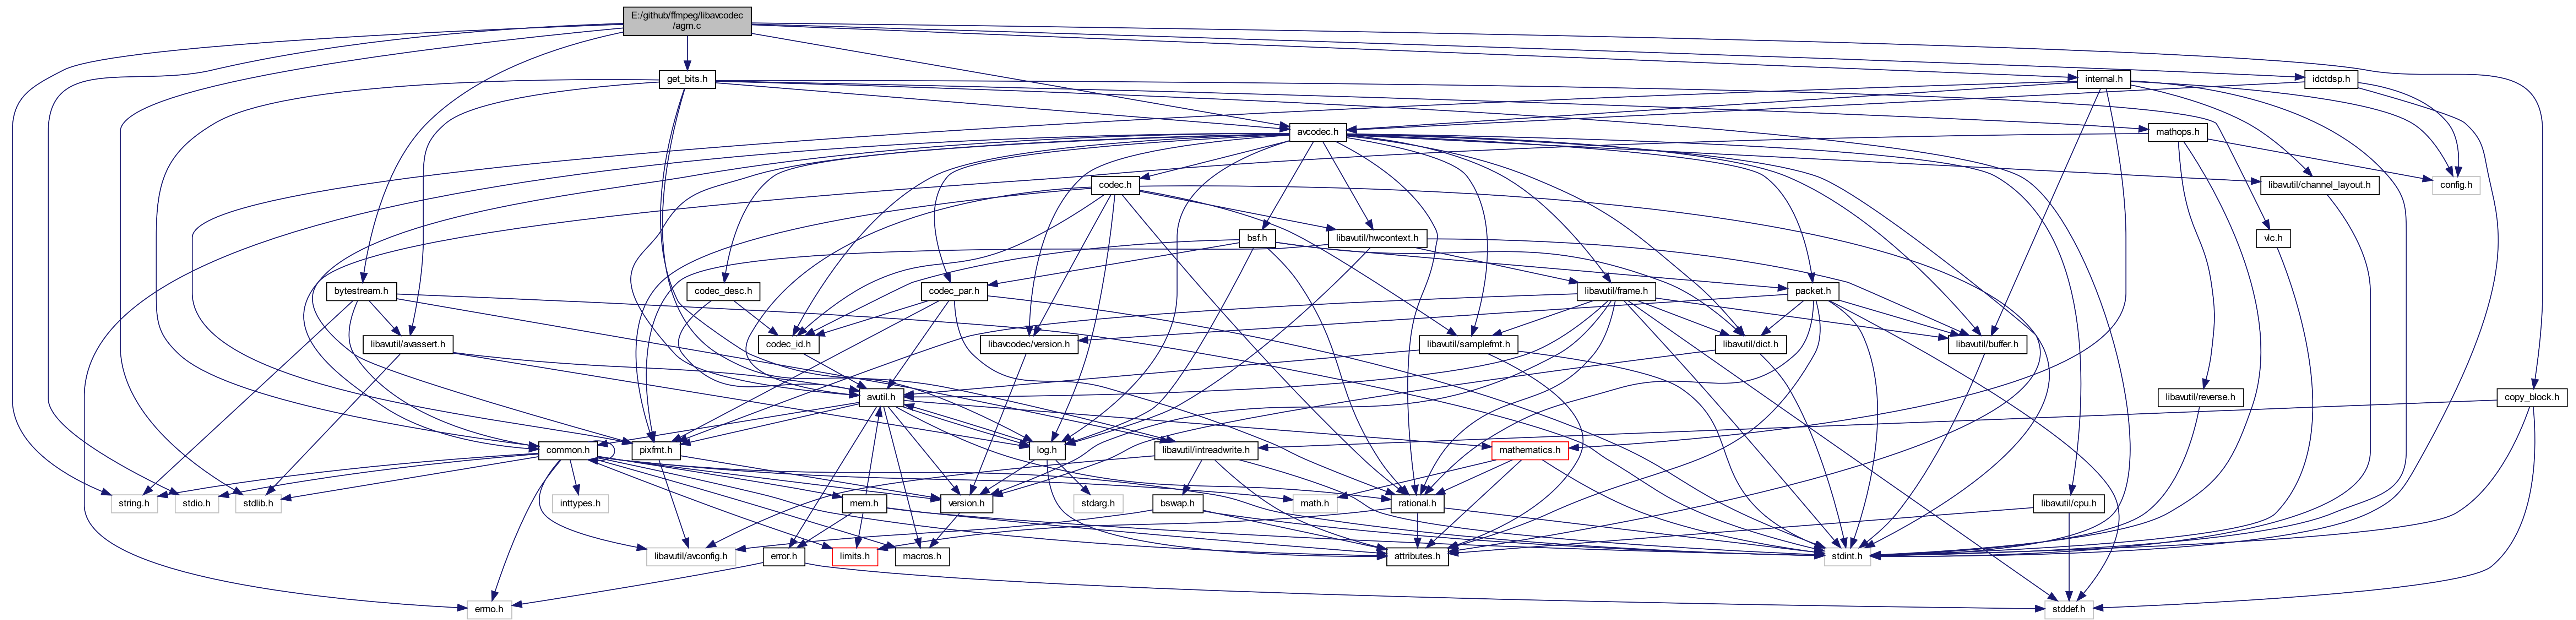 E:/github/ffmpeg/libavcodec
/agm.c
get_bits.h
internal.h
idctdsp.h
avcodec.h
mathops.h
codec.h
libavutil/channel_layout.h
config.h
bsf.h
libavutil/hwcontext.h
vlc.h
bytestream.h
codec_desc.h
codec_par.h
libavutil/frame.h
packet.h
libavutil/avassert.h
codec_id.h
libavcodec/version.h
libavutil/samplefmt.h
libavutil/dict.h
libavutil/buffer.h
avutil.h
libavutil/reverse.h
copy_block.h
common.h
pixfmt.h
log.h
libavutil/intreadwrite.h
mathematics.h
string.h
stdio.h
stdlib.h
inttypes.h
mem.h
version.h
stdarg.h
bswap.h
math.h
rational.h
libavutil/cpu.h
libavutil/avconfig.h
error.h
limits.h
macros.h
attributes.h
stdint.h
errno.h
stddef.h